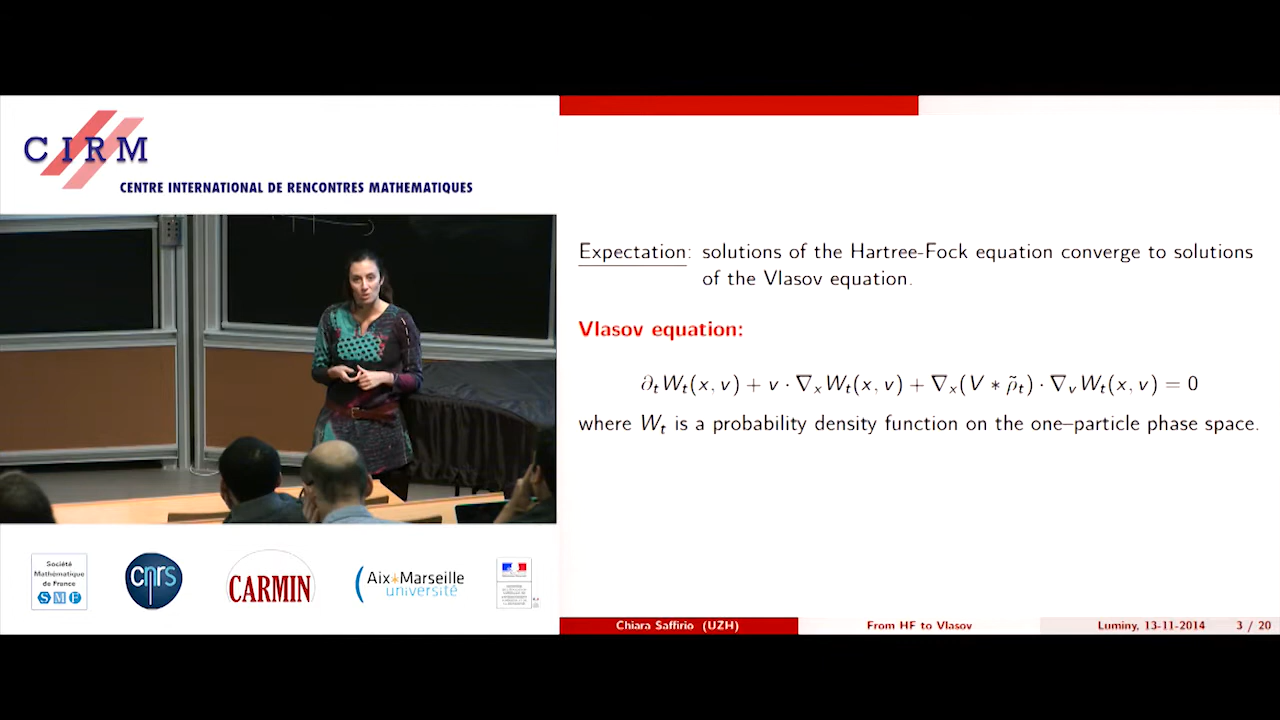 CIRM
CENTRE INTERNATIONAL DE RENCONTRES MATHEMATIQUES
Expectation: solutions of the Hartree-Fock equation converge to solutions
of the Vlasov equation.
Vlasov equation:
∂ₜWₜ(x, v) + v · ∇ₓWₜ(x, v) + ∇ₓ(V ∗ ρ̃ₜ) · ∇ᵥWₜ(x, v) = 0
where Wₜ is a probability density function on the one–particle phase space.
Société
Mathématique
de France
SMF
cnrs
CARMIN
Aix*Marseille
université
Chiara Saffirio (UZH)
From HF to Vlasov
Luminy, 13-11-2014
3 / 20